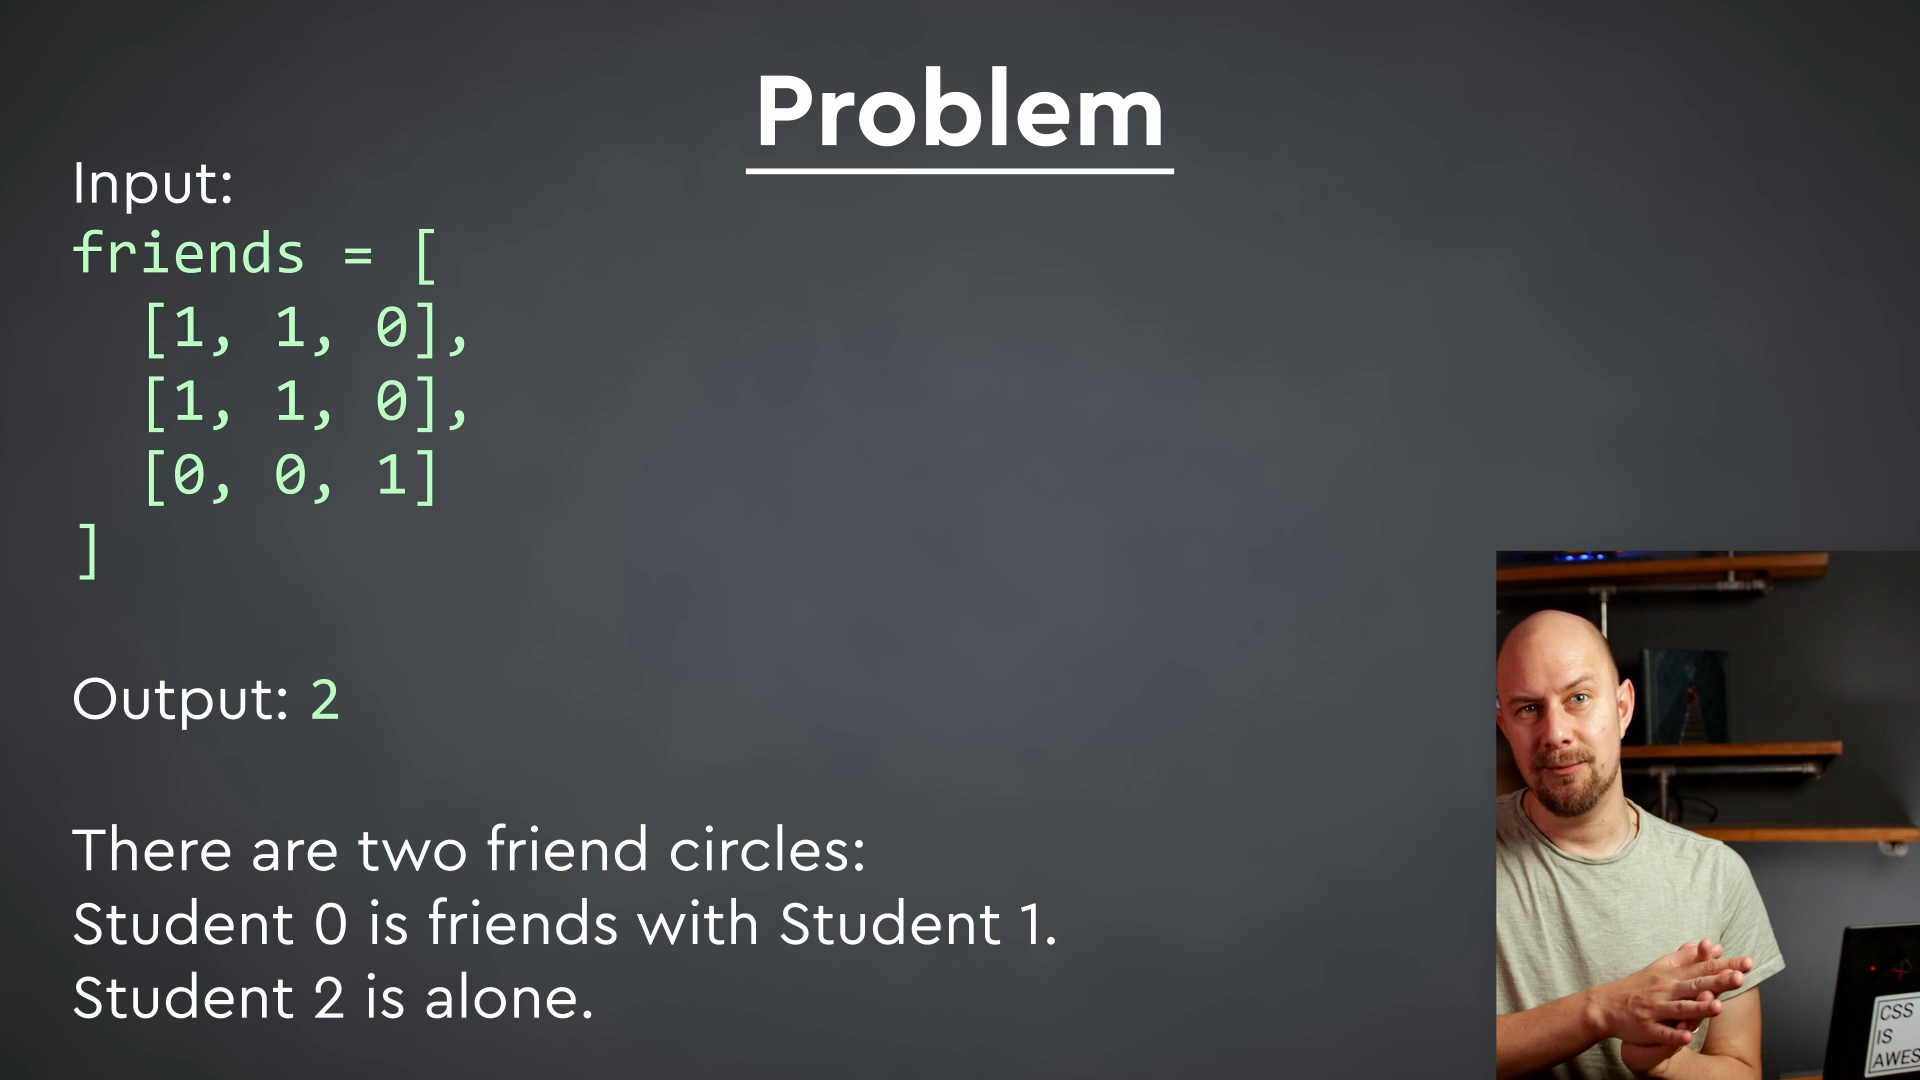 Problem
Input:
friends = [
[1, 1, 0],
[1, 1, 0],
[0, 0, 1]
]
Output: 2
There are two friend circles:
Student 0 is friends with Student 1.
Student 2 is alone.
CSS
IS